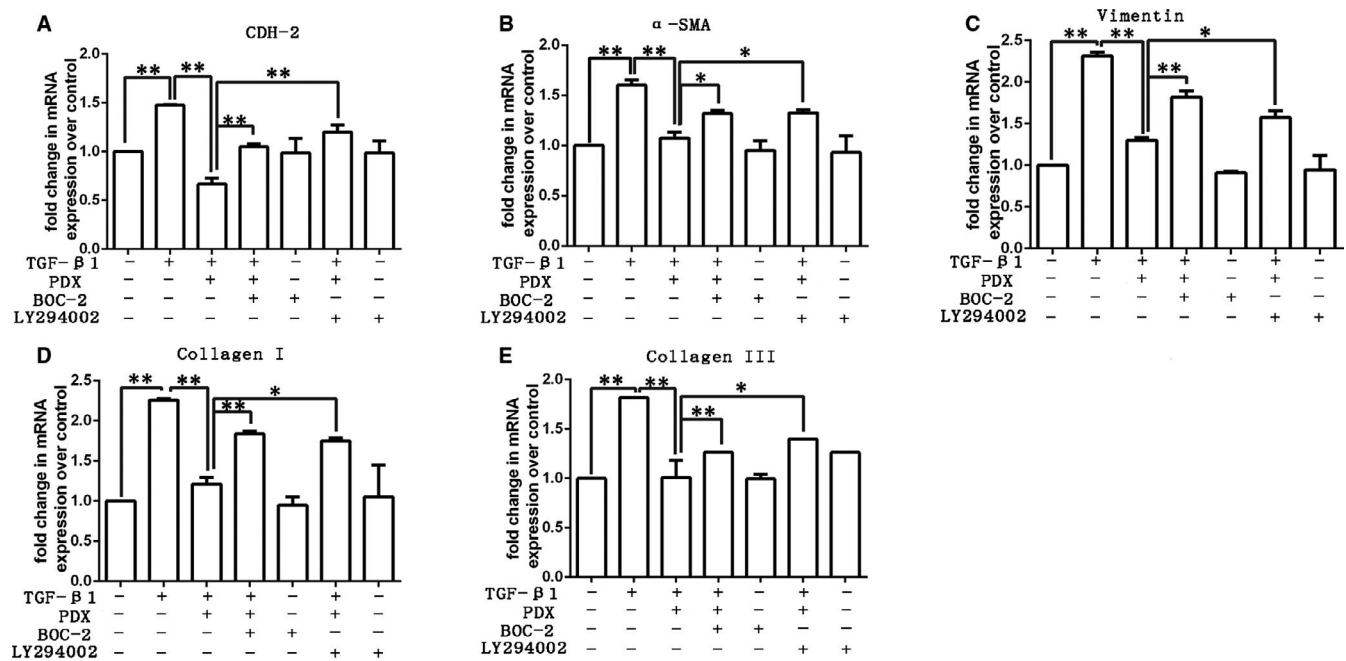 A
CDH-2
fold change in mRNA
expression over control
2.0
1.5
1.0
0.5
0.0
** ** **
**
TGF-β1 − + + + − + −
PDX − − + + − + −
BOC-2 − − − + + − −
LY294002 − − − − − + +
B
α-SMA
fold change in mRNA
expression over control
2.0
1.5
1.0
0.5
0.0
** ** *
*
TGF-β1 − + + + − + −
PDX − − + + − + −
BOC-2 − − − + + − −
LY294002 − − − − − + +
C
Vimentin
fold change in mRNA
expression over control
2.5
2.0
1.5
1.0
0.5
0.0
** ** *
**
TGF-β1 − + + + − + −
PDX − − + + − + −
BOC-2 − − − + + − −
LY294002 − − − − − + +
D
Collagen I
fold change in mRNA
expression over control
2.5
2.0
1.5
1.0
0.5
0.0
** ** *
**
TGF-β1 − + + + − + −
PDX − − + + − + −
BOC-2 − − − + + − −
LY294002 − − − − − + +
E
Collagen III
fold change in mRNA
expression over control
2.0
1.5
1.0
0.5
0.0
** ** *
**
TGF-β1 − + + + − + −
PDX − − + + − + −
BOC-2 − − − + + − −
LY294002 − − − − − + +